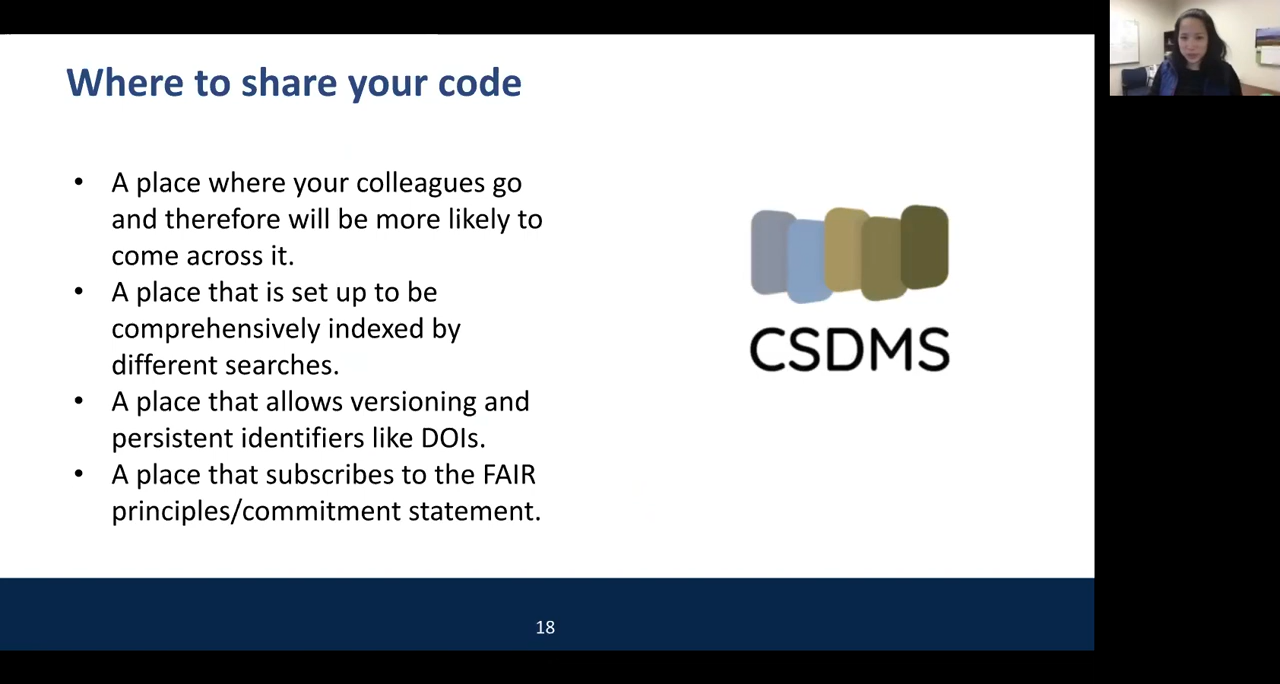 Where to share your code
• A place where your colleagues go
and therefore will be more likely to
come across it.
• A place that is set up to be
comprehensively indexed by
different searches.
• A place that allows versioning and
persistent identifiers like DOIs.
• A place that subscribes to the FAIR
principles/commitment statement.
CSDMS
18